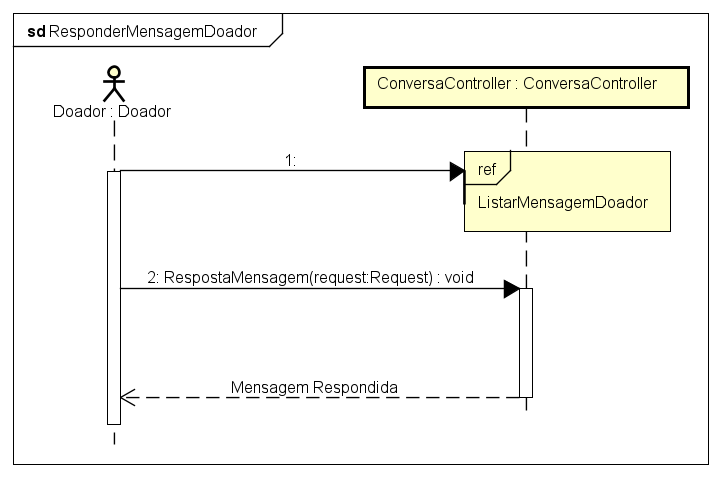 sd ResponderMensagemDoador
Doador : Doador
ConversaController : ConversaController
1:
ref
ListarMensagemDoador
2: RespostaMensagem(request:Request) : void
Mensagem Respondida